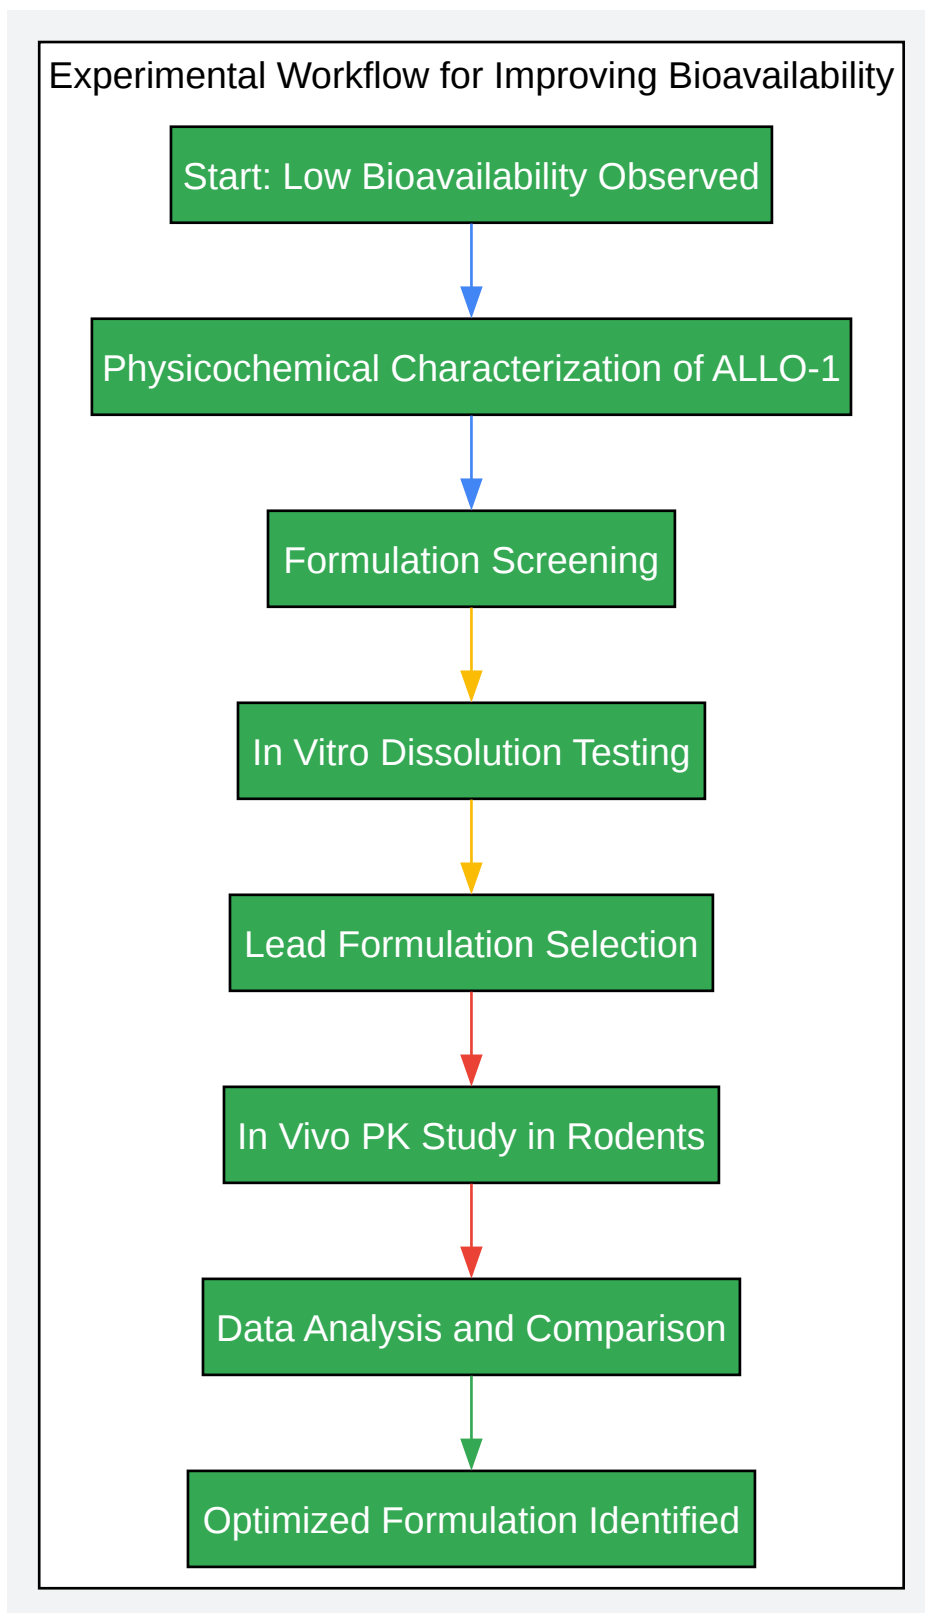 Experimental Workflow for Improving Bioavailability
Start: Low Bioavailability Observed
Physicochemical Characterization of ALLO-1
Formulation Screening
In Vitro Dissolution Testing
Lead Formulation Selection
In Vivo PK Study in Rodents
Data Analysis and Comparison
Optimized Formulation Identified